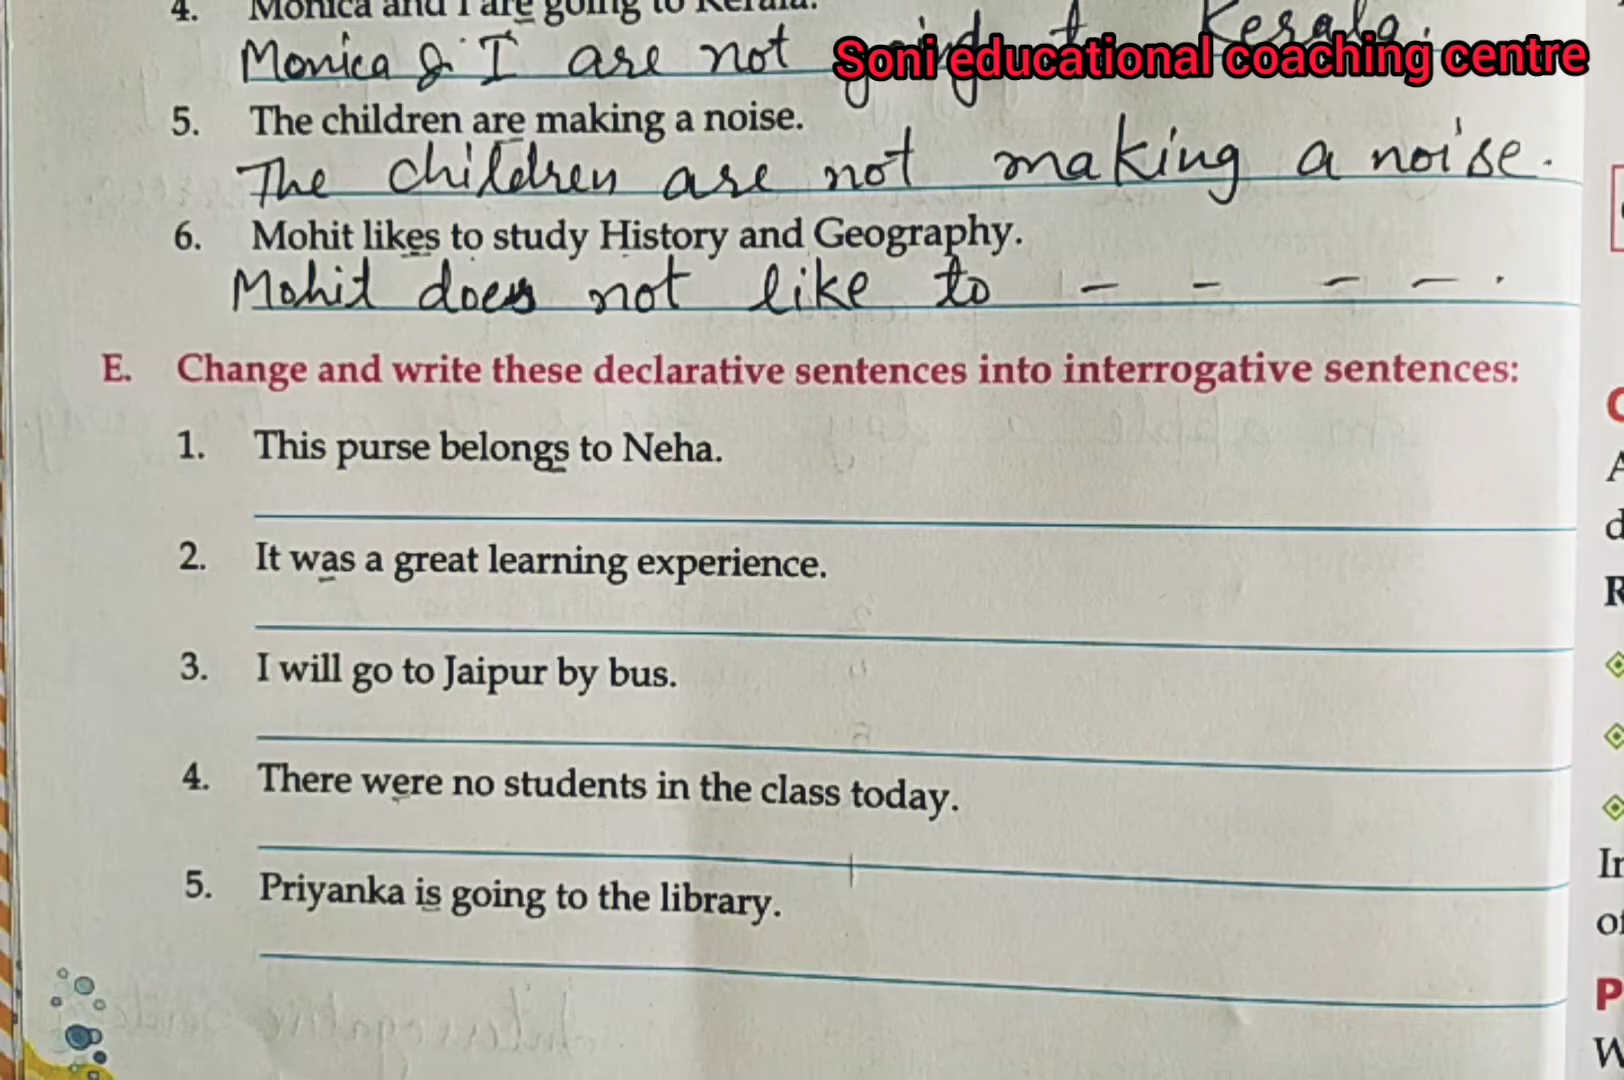 4. Monica and I are going to Kerala.
Monica & I are not going to Kerala.
Soni educational coaching centre
5. The children are making a noise.
The children are not making a noise.
6. Mohit likes to study History and Geography.
Mohit does not like to - - - - .
E. Change and write these declarative sentences into interrogative sentences:
1. This purse belongs to Neha.
2. It was a great learning experience.
3. I will go to Jaipur by bus.
4. There were no students in the class today.
5. Priyanka is going to the library.